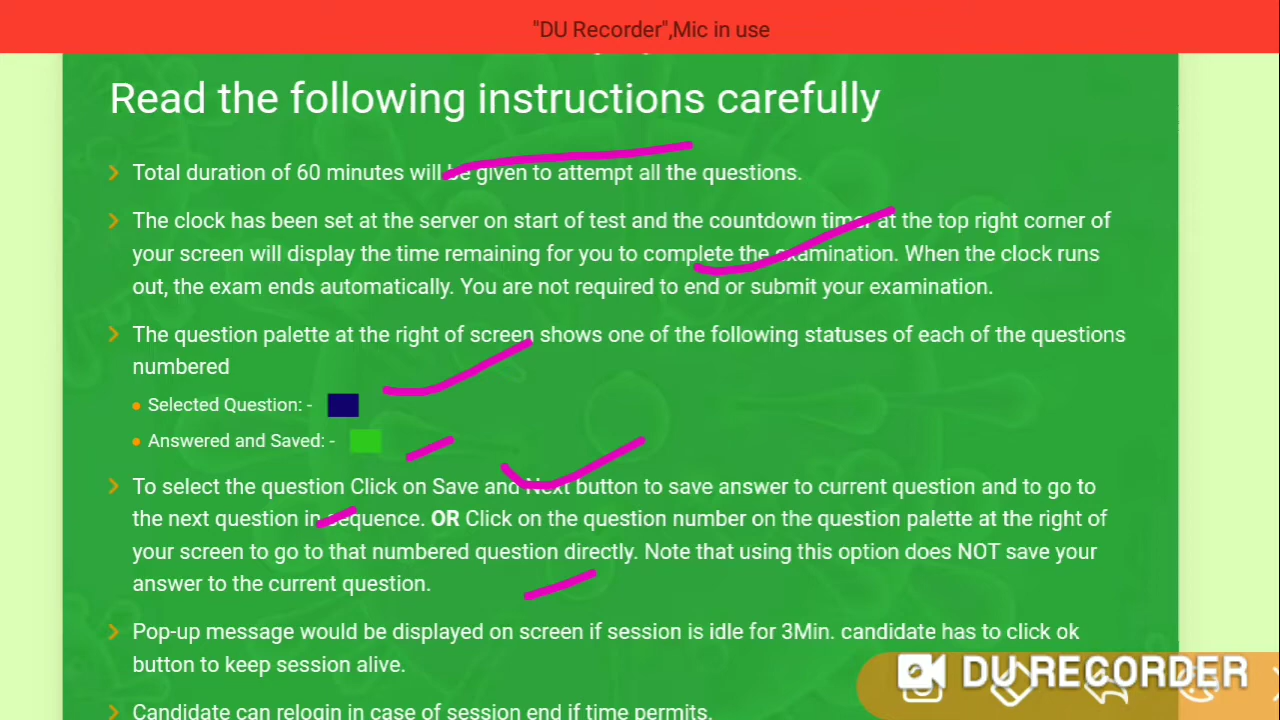 "DU Recorder",Mic in use
Read the following instructions carefully
Total duration of 60 minutes will be given to attempt all the questions.
The clock has been set at the server on start of test and the countdown timer at the top right corner of
your screen will display the time remaining for you to complete the examination. When the clock runs
out, the exam ends automatically. You are not required to end or submit your examination.
The question palette at the right of screen shows one of the following statuses of each of the questions
numbered
Selected Question: -
Answered and Saved: -
To select the question Click on Save and Next button to save answer to current question and to go to
the next question in sequence. OR Click on the question number on the question palette at the right of
your screen to go to that numbered question directly. Note that using this option does NOT save your
answer to the current question.
Pop-up message would be displayed on screen if session is idle for 3Min. candidate has to click ok
button to keep session alive.
DU RECORDER
Candidate can relogin in case of session end if time permits.